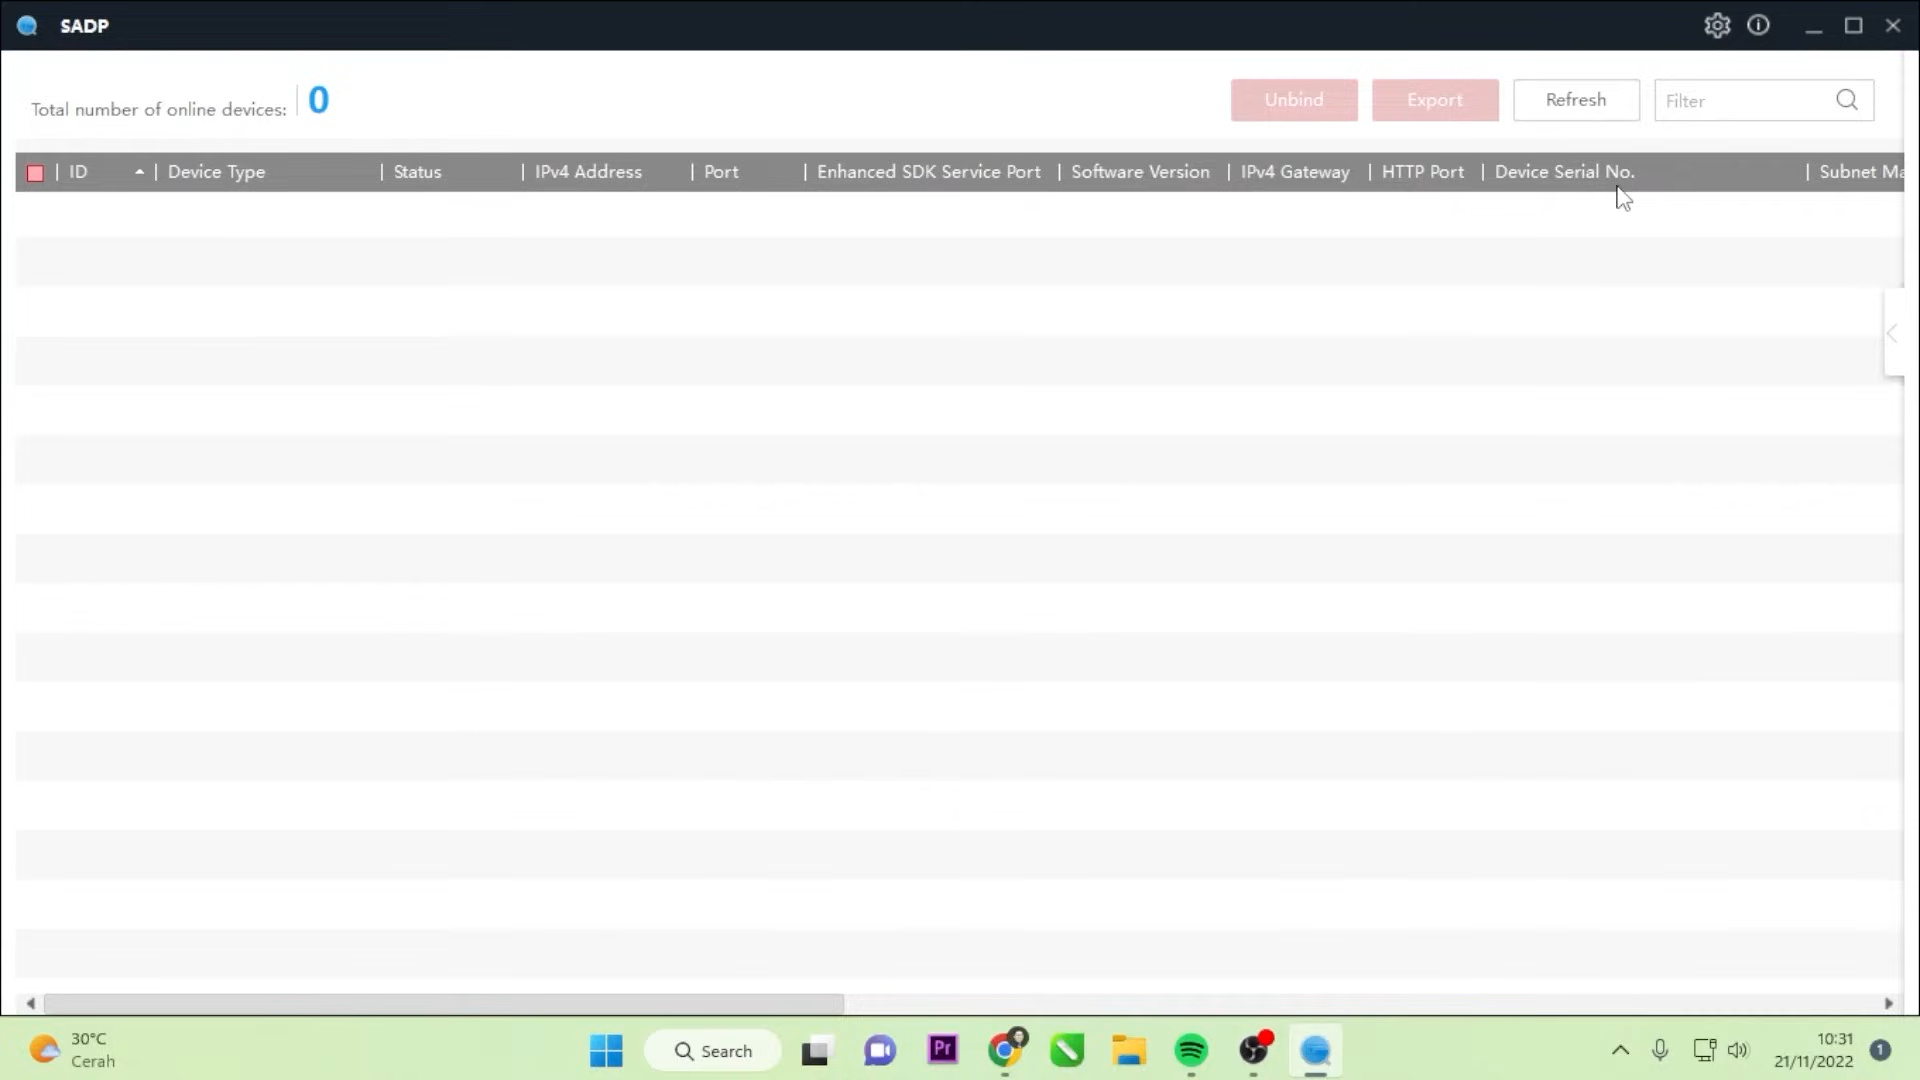 SADP
Total number of online devices: 0
Unbind
Export
Refresh
Filter
ID
Device Type
Status
IPv4 Address
Port
Enhanced SDK Service Port
Software Version
IPv4 Gateway
HTTP Port
Device Serial No.
Subnet Ma
30°C
Cerah
Search
Pr
10:31
21/11/2022
1